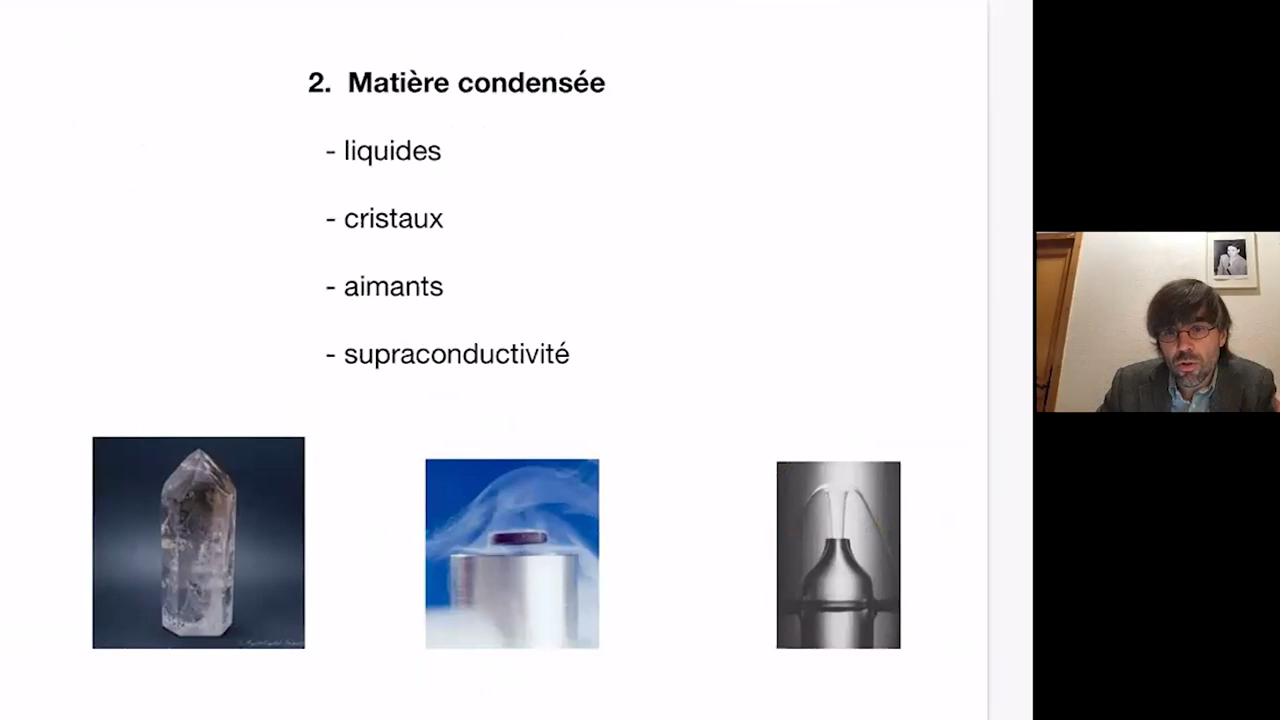 2. Matière condensée
- liquides
- cristaux
- aimants
- supraconductivité